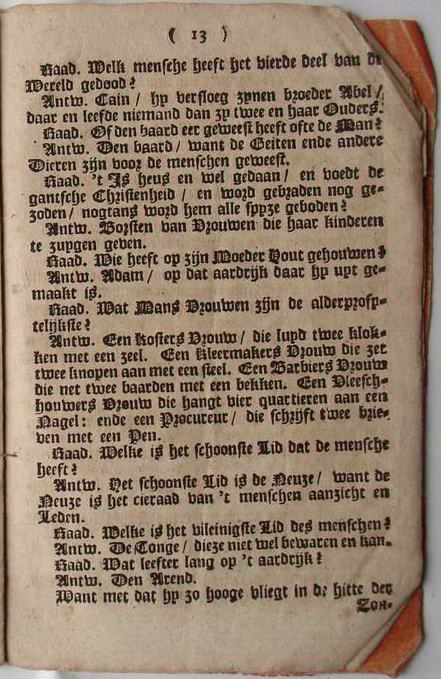 ( 13 )
Raad. Welk mensche heeft het vierde deel van de
Wereld gedood?
Antw. Cain / hy versloeg zynen broeder Abel /
daar en leefde niemand dan zy twee en haar Ouders.
Raad. Of den baard eer geweest heeft ofte de Man?
Antw. Den baard / want de Geiten ende andere
Dieren zijn voor de menschen geweest.
Raad. 't Is heus en wel gedaan / en voedt de
gantsche Christenheid / en word gebraden nog ge-
zoden / nogtans word hem alle spyze geboden?
Antw. Borsten van Vrouwen die haar kinderen
te zuygen geven.
Raad. Wie heeft op zijn Moeder Hout gehouwen?
Antw. Adam / op dat aardrijk daar hy uyt ge-
maakt is.
Raad. Wat Mans Vrouwen zijn de alderprofy-
telijkste?
Antw. Een Kosters Vrouw / die luyd twee klok-
ken met een zeel. Een Kleermakers Vrouw die zet
twee knopen aan met een steel. Een Barbiers Vrouw
die net twee baarden met een bekken. Een Vleesch-
houwers Vrouw die hangt vier quartieren aan een
Nagel: ende een Procureur / die schrijft twee brie-
ven met een Pen.
Raad. Welke is het schoonste Lid dat de mensche
heeft?
Antw. Het schoonste Lid is de Neuze / want de
Neuze is het cieraad van 't menschen aanzicht en
Leden.
Raad. Welke is het vileinigste Lid des menschen?
Antw. De Tonge / dieze niet wel bewaren en kan.
Raad. Wat leefter lang op 't aardrijk?
Antw. Den Arend.
Want met dat hy zo hooge vliegt in de hitte der
Zon-